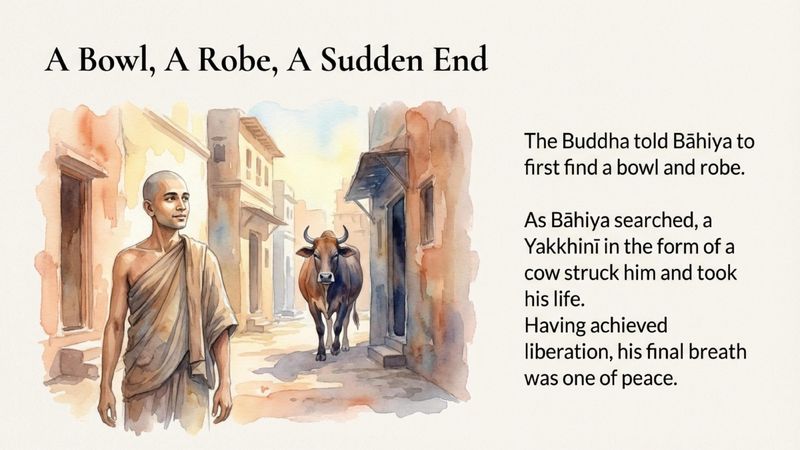 A Bowl, A Robe, A Sudden End
The Buddha told Bāhiya to
first find a bowl and robe.
As Bāhiya searched, a
Yakkhinī in the form of a
cow struck him and took
his life.
Having achieved
liberation, his final breath
was one of peace.